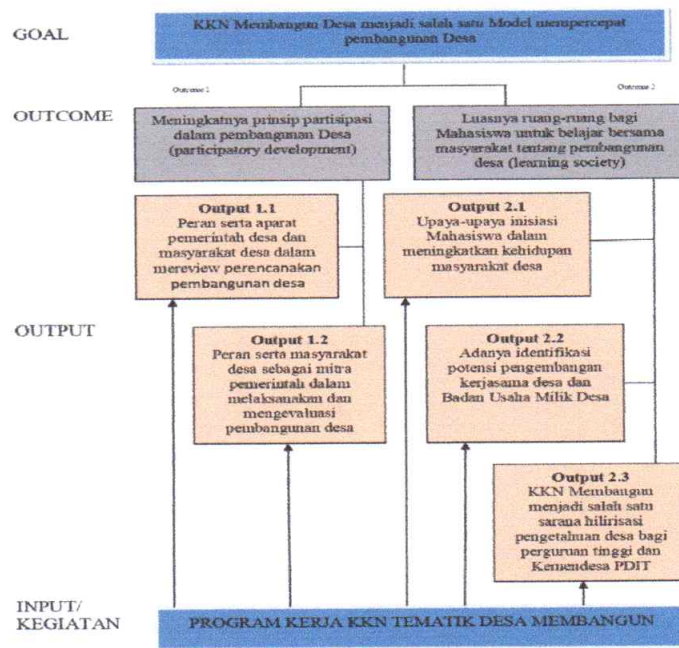 GOAL
KKN Membangun Desa menjadi salah satu Model mempercepat
pembangunan Desa
Outcome 1
Outcome 2
OUTCOME
Meningkatnya prinsip partisipasi
dalam pembangunan Desa
(participatory development)
Luasnya ruang-ruang bagi
Mahasiswa untuk belajar bersama
masyarakat tentang pembangunan
desa (learning society)
Output 1.1
Peran serta aparat
pemerintah desa dan
masyarakat desa dalam
mereview perencanakan
pembangunan desa
Output 2.1
Upaya-upaya inisiasi
Mahasiswa dalam
meningkatkan kehidupan
masyarakat desa
OUTPUT
Output 1.2
Peran serta masyarakat
desa sebagai mitra
pemerintah dalam
melaksanakan dan
mengevaluasi
pembangunan desa
Output 2.2
Adanya identifikasi
potensi pengembangan
kerjasama desa dan
Badan Usaha Milik Desa
Output 2.3
KKN Membangun
menjadi salah satu
sarana hilirisasi
pengetahuan desa bagi
perguruan tinggi dan
Kemendesa PDIT
INPUT/
KEGIATAN
PROGRAM KERJA KKN TEMATIK DESA MEMBANGUN